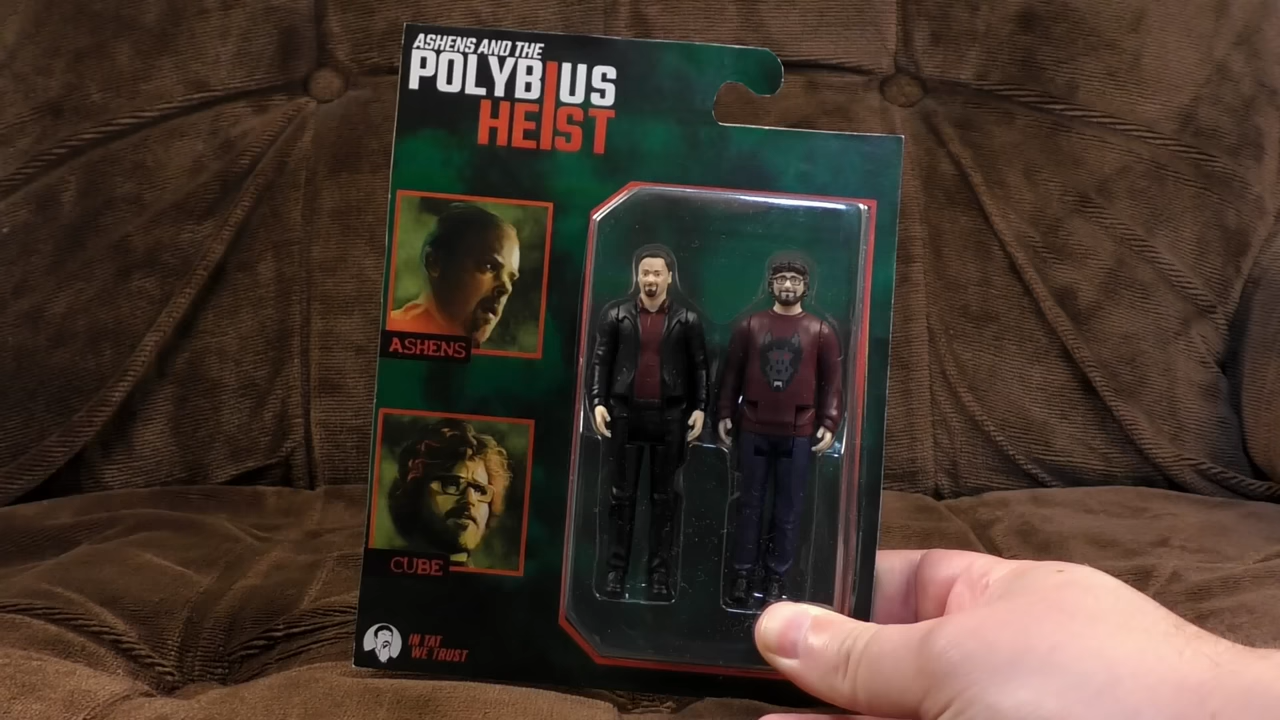 ASHENS AND THE
POLYBIUS
HEIST
ASHENS
CUBE
IN TAT
WE TRUST